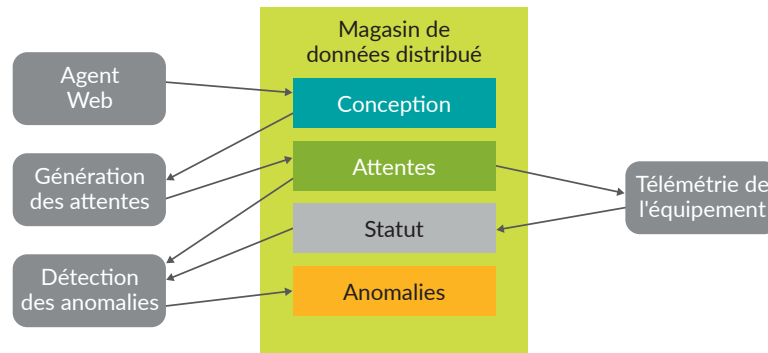 Magasin de
données distribué
Agent
Web
Conception
Génération
des attentes
Attentes
Télémétrie de
l'équipement
Statut
Détection
des anomalies
Anomalies